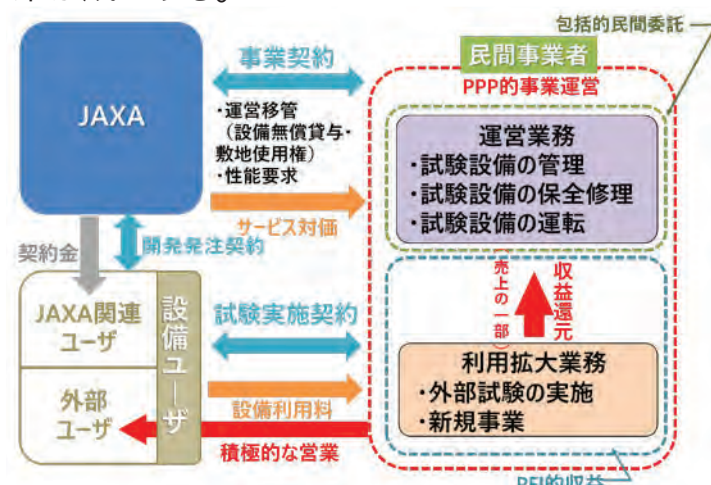 包括的民間委託
事業契約
民間事業者
PPP的事業運営
JAXA
・運営移管
（設備無償貸与・
敷地使用権）
・性能要求
運営業務
・試験設備の管理
・試験設備の保全修理
・試験設備の運転
サービス対価
契約金
開発発注契約
JAXA関連
ユーザ
設備ユーザ
試験実施契約
（売上の一部）
収益還元
利用拡大業務
・外部試験の実施
・新規事業
外部
ユーザ
設備利用料
積極的な営業
PFI的収益